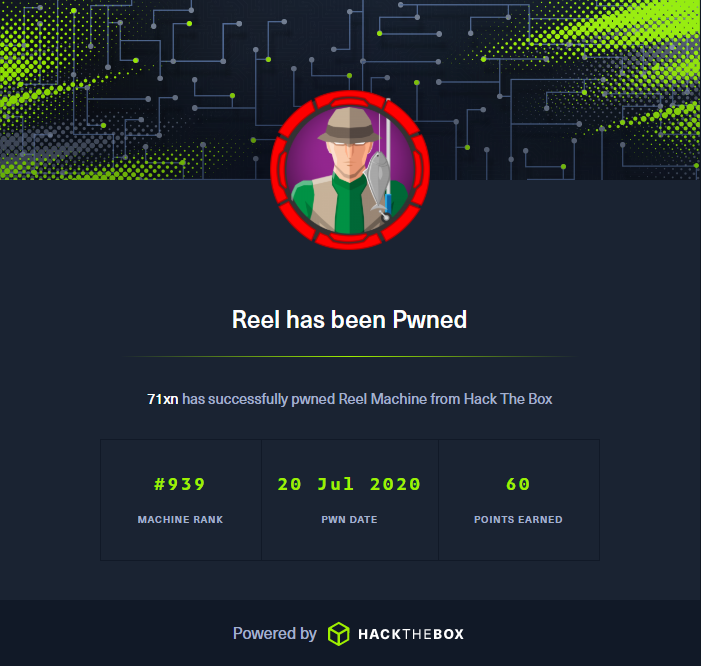 Reel has been Pwned
71xn has successfully pwned Reel Machine from Hack The Box
#939
MACHINE RANK
20 Jul 2020
PWN DATE
60
POINTS EARNED
Powered by HACKTHEBOX